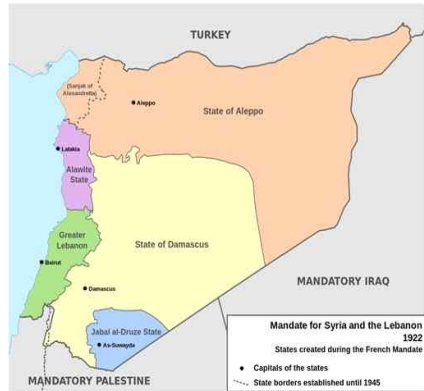 TURKEY
(Sanjak of
Alexandretta)
Aleppo
State of Aleppo
Latakia
Alawite
State
Greater
Lebanon
State of Damascus
Beirut
Damascus
MANDATORY IRAQ
Jabal al-Druze State
As-Suwayda
MANDATORY PALESTINE
Mandate for Syria and the Lebanon
1922
States created during the French Mandate
Capitals of the states
State borders established until 1945